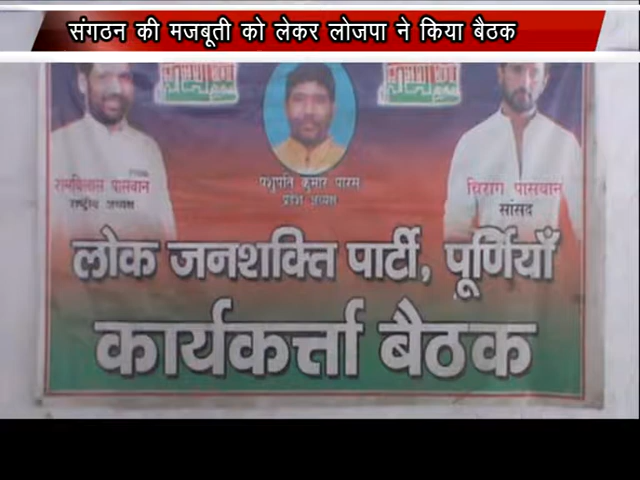 संगठन की मजबूती को लेकर लोजपा ने किया बैठक
रामविलास पासवान
राष्ट्रीय अध्यक्ष
पशुपति कुमार पारस
प्रदेश अध्यक्ष
चिराग पासवान
सांसद
लोक जनशक्ति पार्टी, पूर्णियाँ
कार्यकर्त्ता बैठक